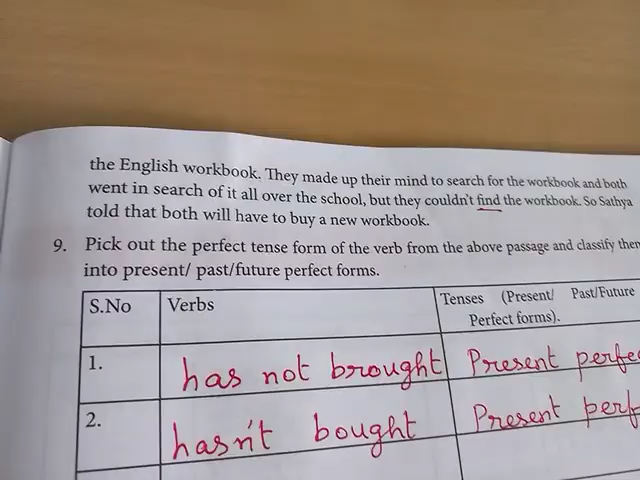 the English workbook. They made up their mind to search for the workbook and both
went in search of it all over the school, but they couldn't find the workbook. So Sathya
told that both will have to buy a new workbook.
9. Pick out the perfect tense form of the verb from the above passage and classify them
into present/ past/future perfect forms.
S.No Verbs Tenses (Present/ Past/Future
Perfect forms).
1. has not brought Present perfec
2. hasn't bought Present perf